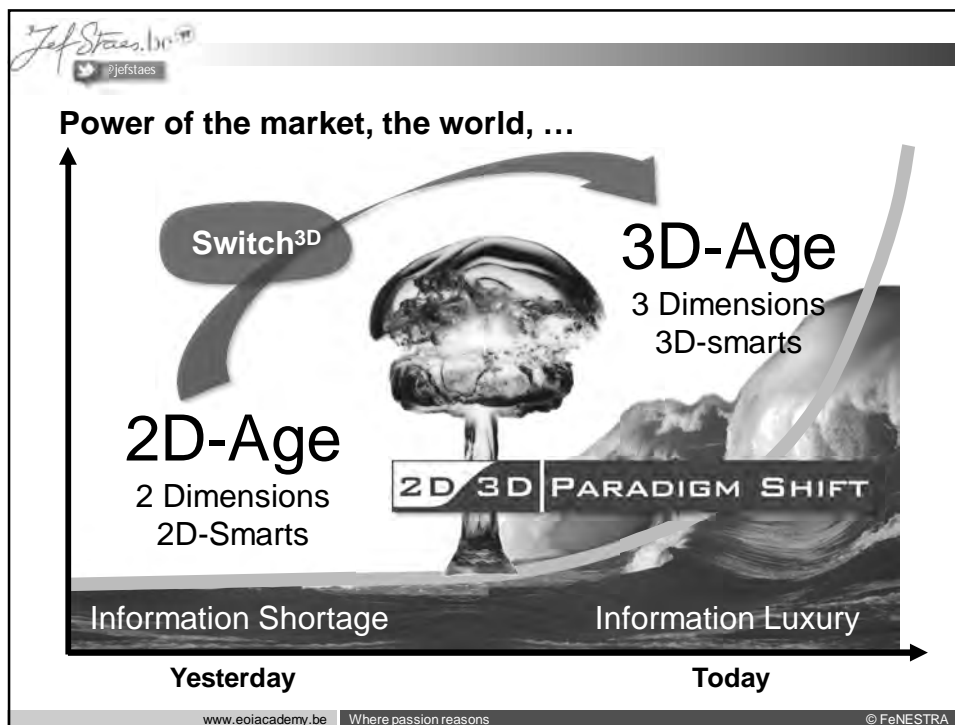 JefStaes.be
@jefstaes
Power of the market, the world, …
Switch3D
3D-Age
3 Dimensions
3D-smarts
2D-Age
2 Dimensions
2D-Smarts
2D 3D PARADIGM SHIFT
Information Shortage
Information Luxury
Yesterday
Today
www.eoiacademy.be
Where passion reasons
© FeNESTRA